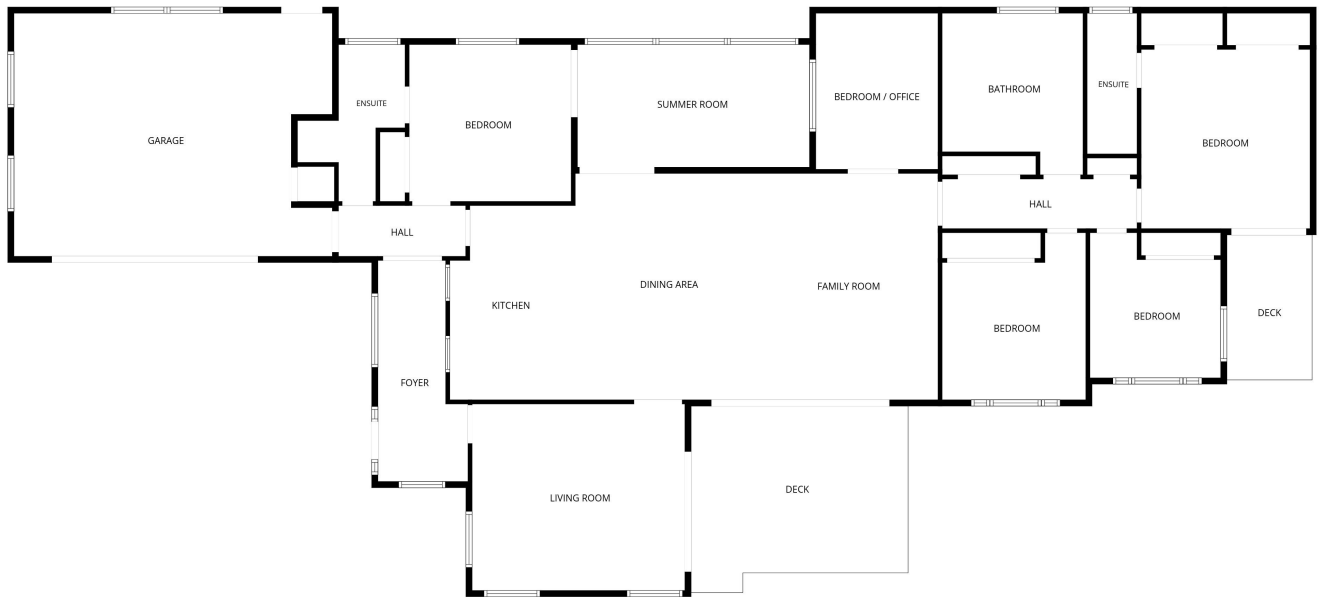 GARAGE
ENSUITE
BEDROOM
SUMMER ROOM
BEDROOM / OFFICE
BATHROOM
ENSUITE
BEDROOM
HALL
HALL
KITCHEN
DINING AREA
FAMILY ROOM
BEDROOM
BEDROOM
DECK
FOYER
LIVING ROOM
DECK